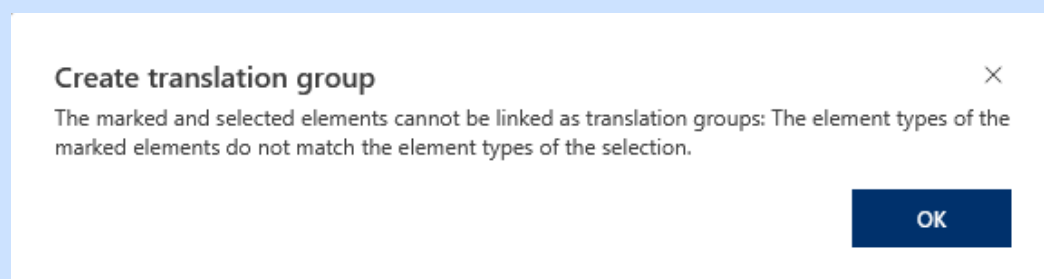 Create translation group
The marked and selected elements cannot be linked as translation groups: The element types of the
marked elements do not match the element types of the selection.
OK